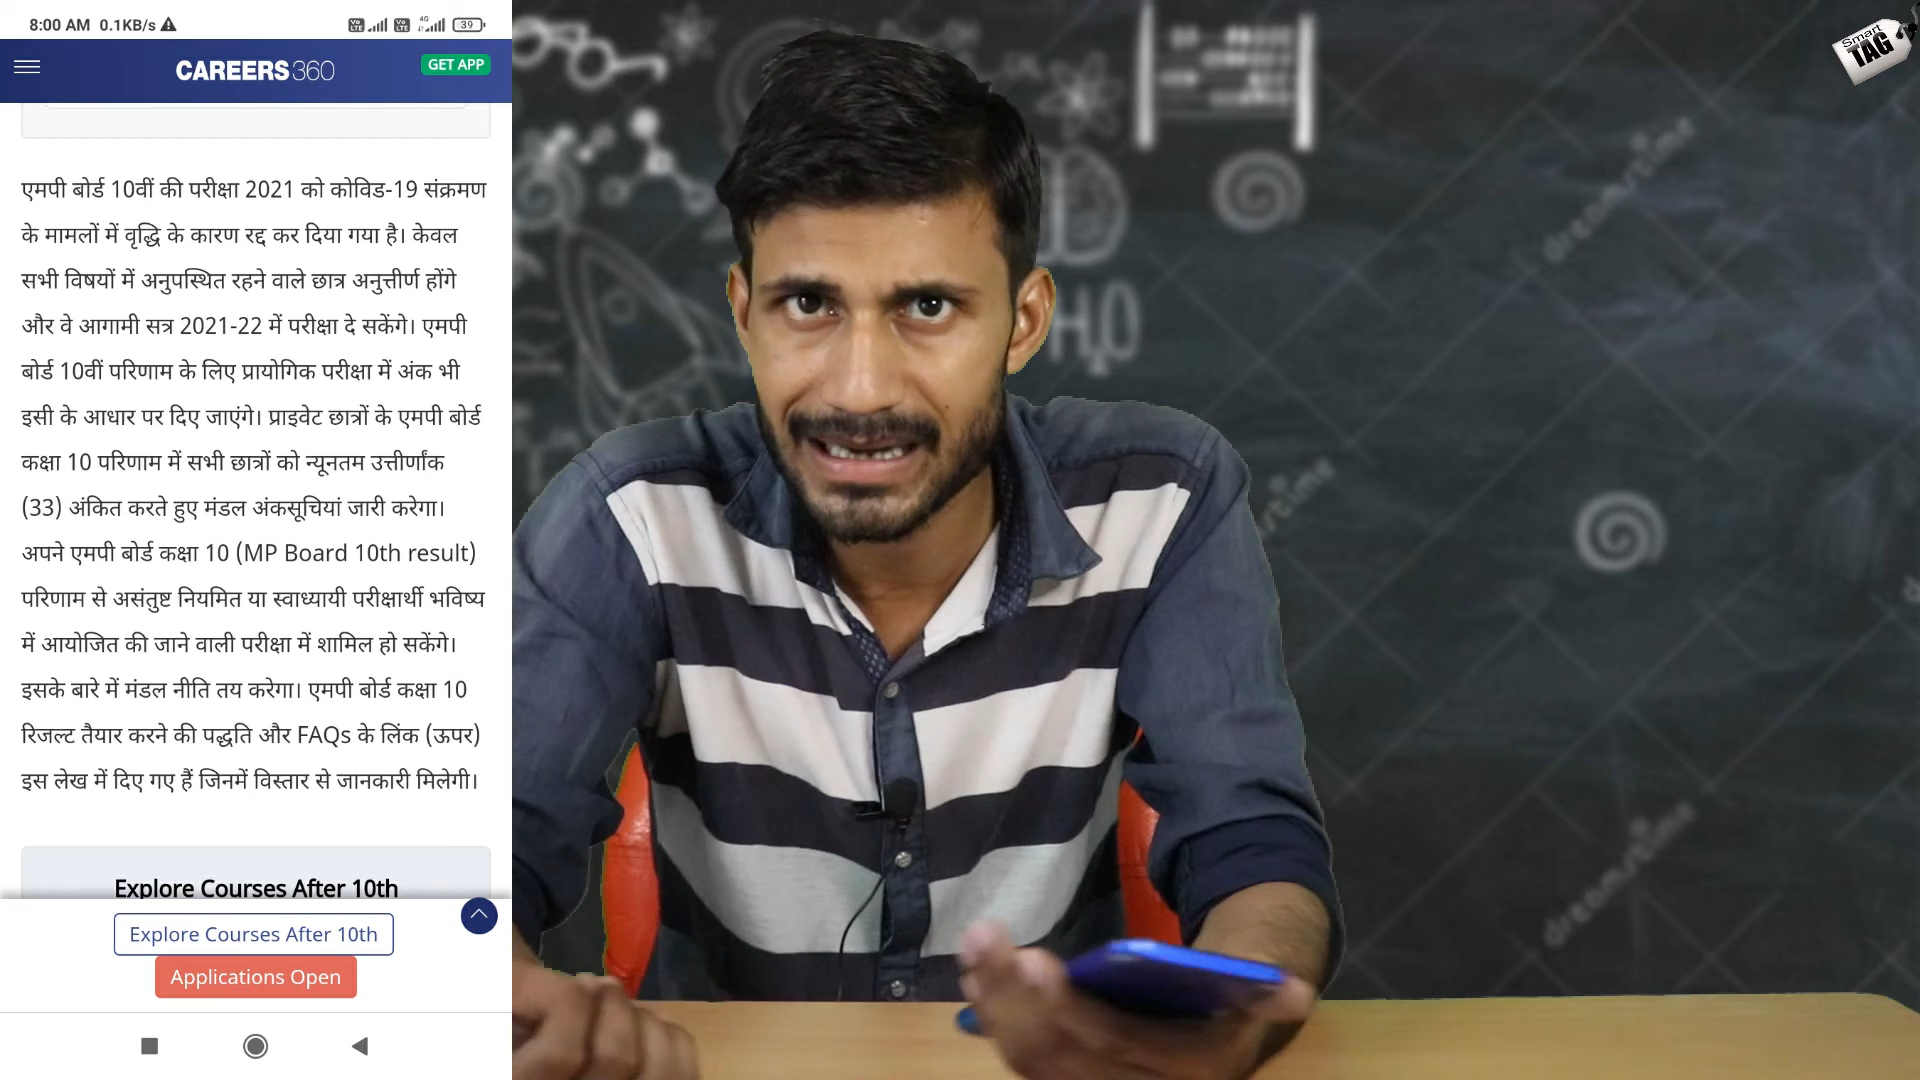 8:00 AM 0.1KB/s
4G
39
CAREERS360
GET APP
एमपी बोर्ड 10वीं की परीक्षा 2021 को कोविड-19 संक्रमण
के मामलों में वृद्धि के कारण रद्द कर दिया गया है। केवल
सभी विषयों में अनुपस्थित रहने वाले छात्र अनुत्तीर्ण होंगे
और वे आगामी सत्र 2021-22 में परीक्षा दे सकेंगे। एमपी
बोर्ड 10वीं परिणाम के लिए प्रायोगिक परीक्षा में अंक भी
इसी के आधार पर दिए जाएंगे। प्राइवेट छात्रों के एमपी बोर्ड
कक्षा 10 परिणाम में सभी छात्रों को न्यूनतम उत्तीर्णांक
(33) अंकित करते हुए मंडल अंकसूचियां जारी करेगा।
अपने एमपी बोर्ड कक्षा 10 (MP Board 10th result)
परिणाम से असंतुष्ट नियमित या स्वाध्यायी परीक्षार्थी भविष्य
में आयोजित की जाने वाली परीक्षा में शामिल हो सकेंगे।
इसके बारे में मंडल नीति तय करेगा। एमपी बोर्ड कक्षा 10
रिजल्ट तैयार करने की पद्धति और FAQs के लिंक (ऊपर)
इस लेख में दिए गए हैं जिनमें विस्तार से जानकारी मिलेगी।
Explore Courses After 10th
Explore Courses After 10th
Applications Open
Smart
TAG
H₂O
dreamstime
dreamstime